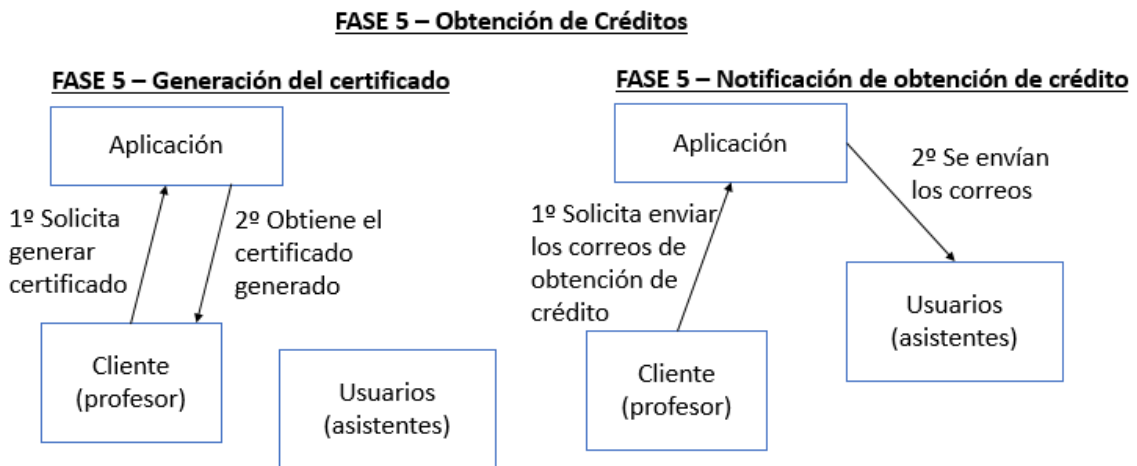 FASE 5 – Obtención de Créditos
FASE 5 – Generación del certificado
Aplicación
1º Solicita
generar
certificado
2º Obtiene el
certificado
generado
Cliente
(profesor)
Usuarios
(asistentes)
FASE 5 – Notificación de obtención de crédito
Aplicación
1º Solicita enviar
los correos de
obtención de
crédito
2º Se envían
los correos
Cliente
(profesor)
Usuarios
(asistentes)